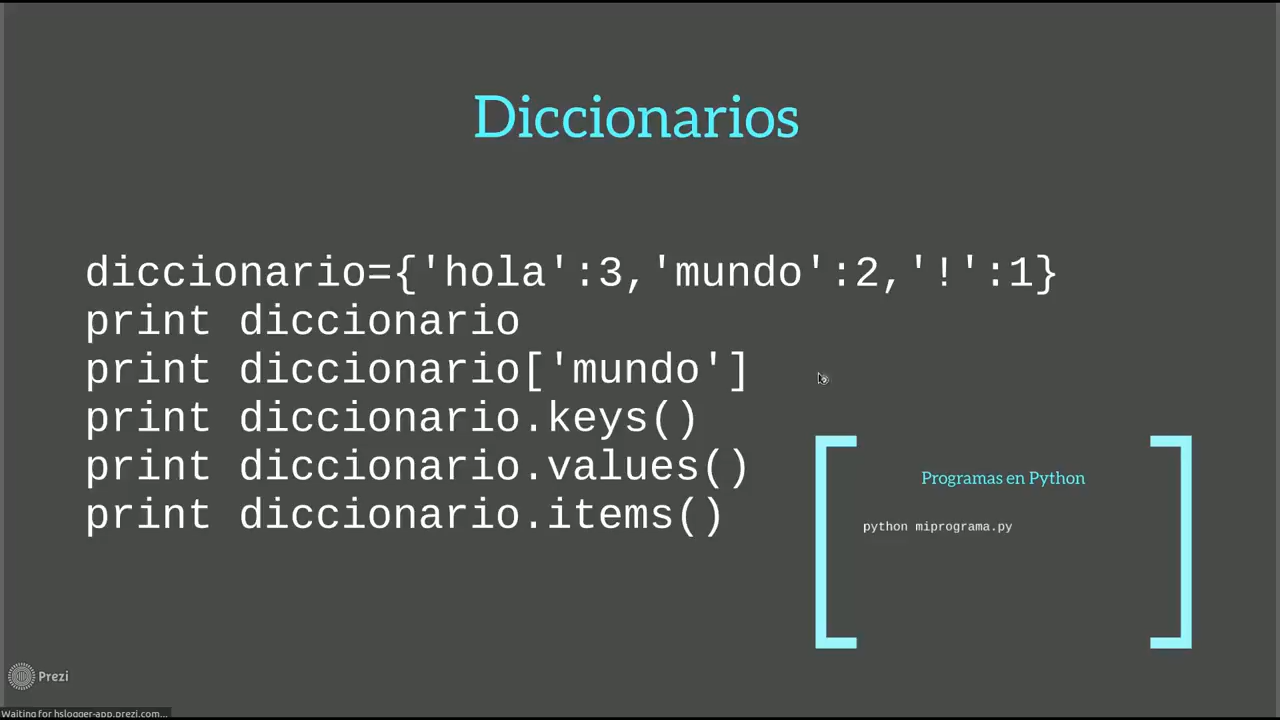 Diccionarios
diccionario={'hola':3,'mundo':2,'!':1}
print diccionario
print diccionario['mundo']
print diccionario.keys()
print diccionario.values()
print diccionario.items()
Programas en Python
python miprograma.py
Prezi
Waiting for hslogger-app.prezi.com...